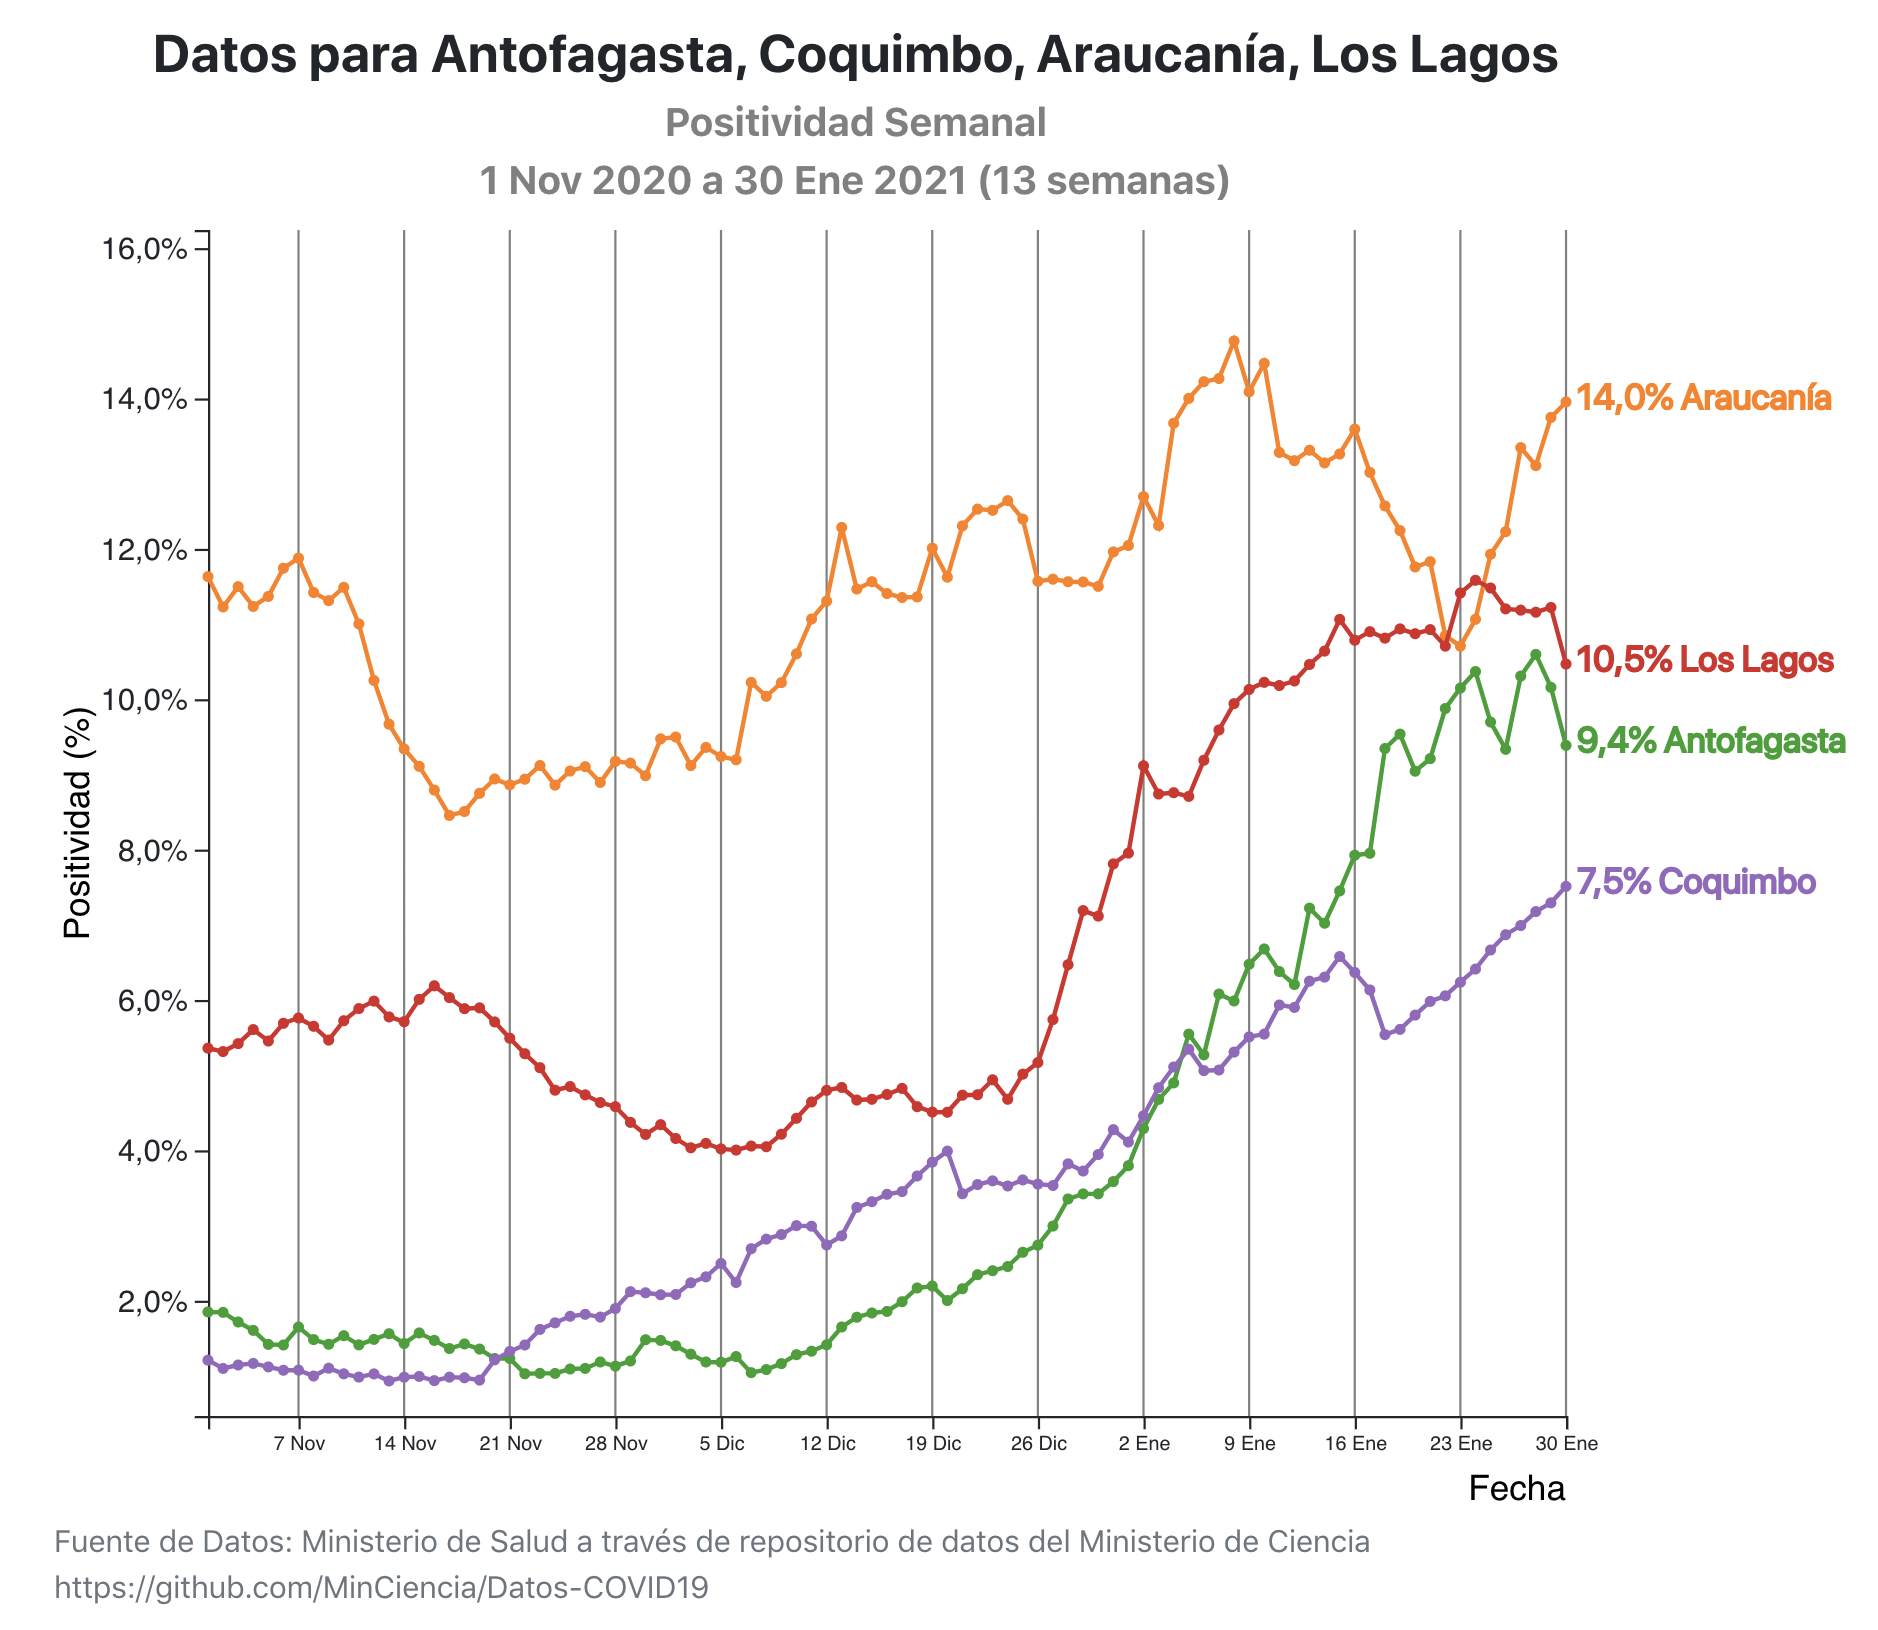 Datos para Antofagasta, Coquimbo, Araucanía, Los Lagos
Positividad Semanal
1 Nov 2020 a 30 Ene 2021 (13 semanas)
Positividad (%)
16,0%
14,0%
12,0%
10,0%
8,0%
6,0%
4,0%
2,0%
14,0% Araucanía
10,5% Los Lagos
9,4% Antofagasta
7,5% Coquimbo
7 Nov 14 Nov 21 Nov 28 Nov 5 Dic 12 Dic 19 Dic 26 Dic 2 Ene 9 Ene 16 Ene 23 Ene 30 Ene
Fecha
Fuente de Datos: Ministerio de Salud a través de repositorio de datos del Ministerio de Ciencia
https://github.com/MinCiencia/Datos-COVID19